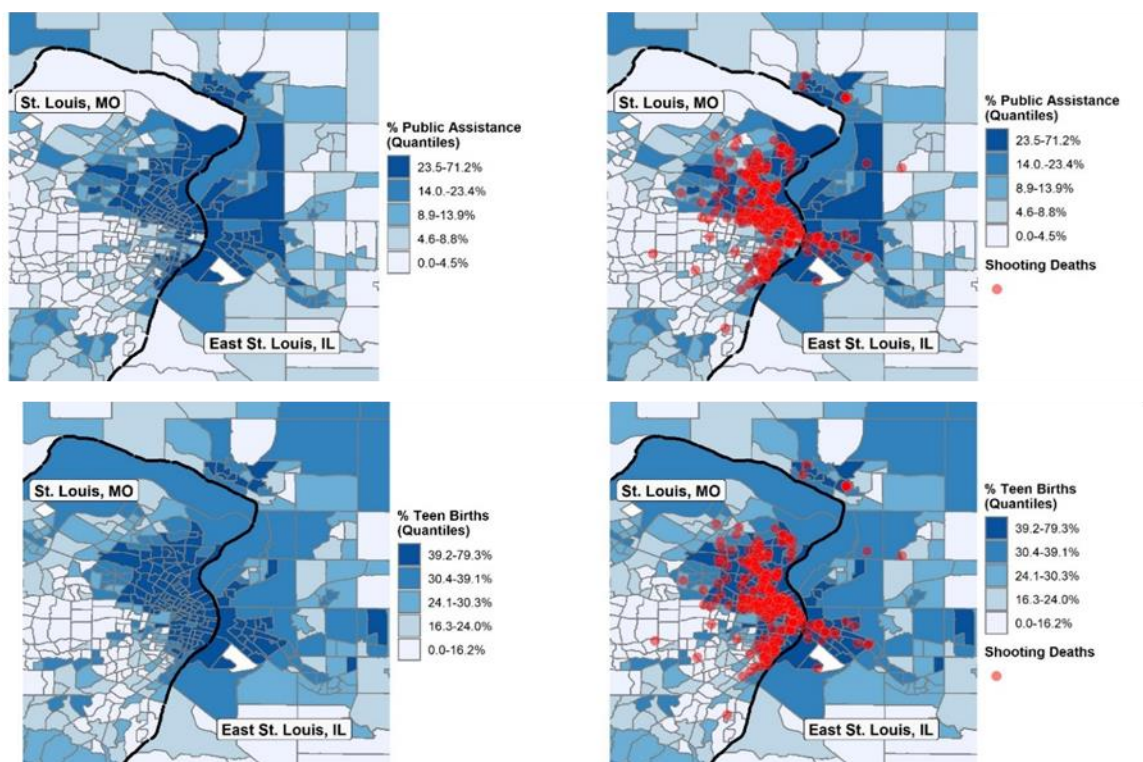 St. Louis, MO
East St. Louis, IL
% Public Assistance
(Quantiles)
23.5-71.2%
14.0.-23.4%
8.9-13.9%
4.6-8.8%
0.0-4.5%
St. Louis, MO
East St. Louis, IL
% Public Assistance
(Quantiles)
23.5-71.2%
14.0.-23.4%
8.9-13.9%
4.6-8.8%
0.0-4.5%
Shooting Deaths
St. Louis, MO
East St. Louis, IL
% Teen Births
(Quantiles)
39.2-79.3%
30.4-39.1%
24.1-30.3%
16.3-24.0%
0.0-16.2%
St. Louis, MO
East St. Louis, IL
% Teen Births
(Quantiles)
39.2-79.3%
30.4-39.1%
24.1-30.3%
16.3-24.0%
0.0-16.2%
Shooting Deaths